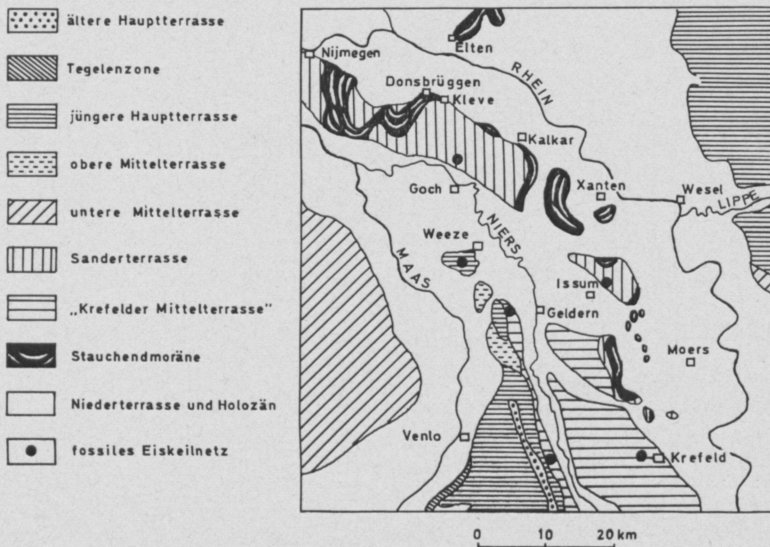 ältere Hauptterrasse
Tegelenzone
jüngere Hauptterrasse
obere Mittelterrasse
untere Mittelterrasse
Sanderterrasse
„Krefelder Mittelterrasse"
Stauchendmoräne
Niederterrasse und Holozän
fossiles Eiskeilnetz
Elten
Nijmegen
RHEIN
Donsbrüggen
Kleve
Kalkar
Goch
Xanten
Wesel
LIPPE
NIERS
Weeze
MAAS
Issum
Geldern
Moers
Venlo
Krefeld
0 10 20 km